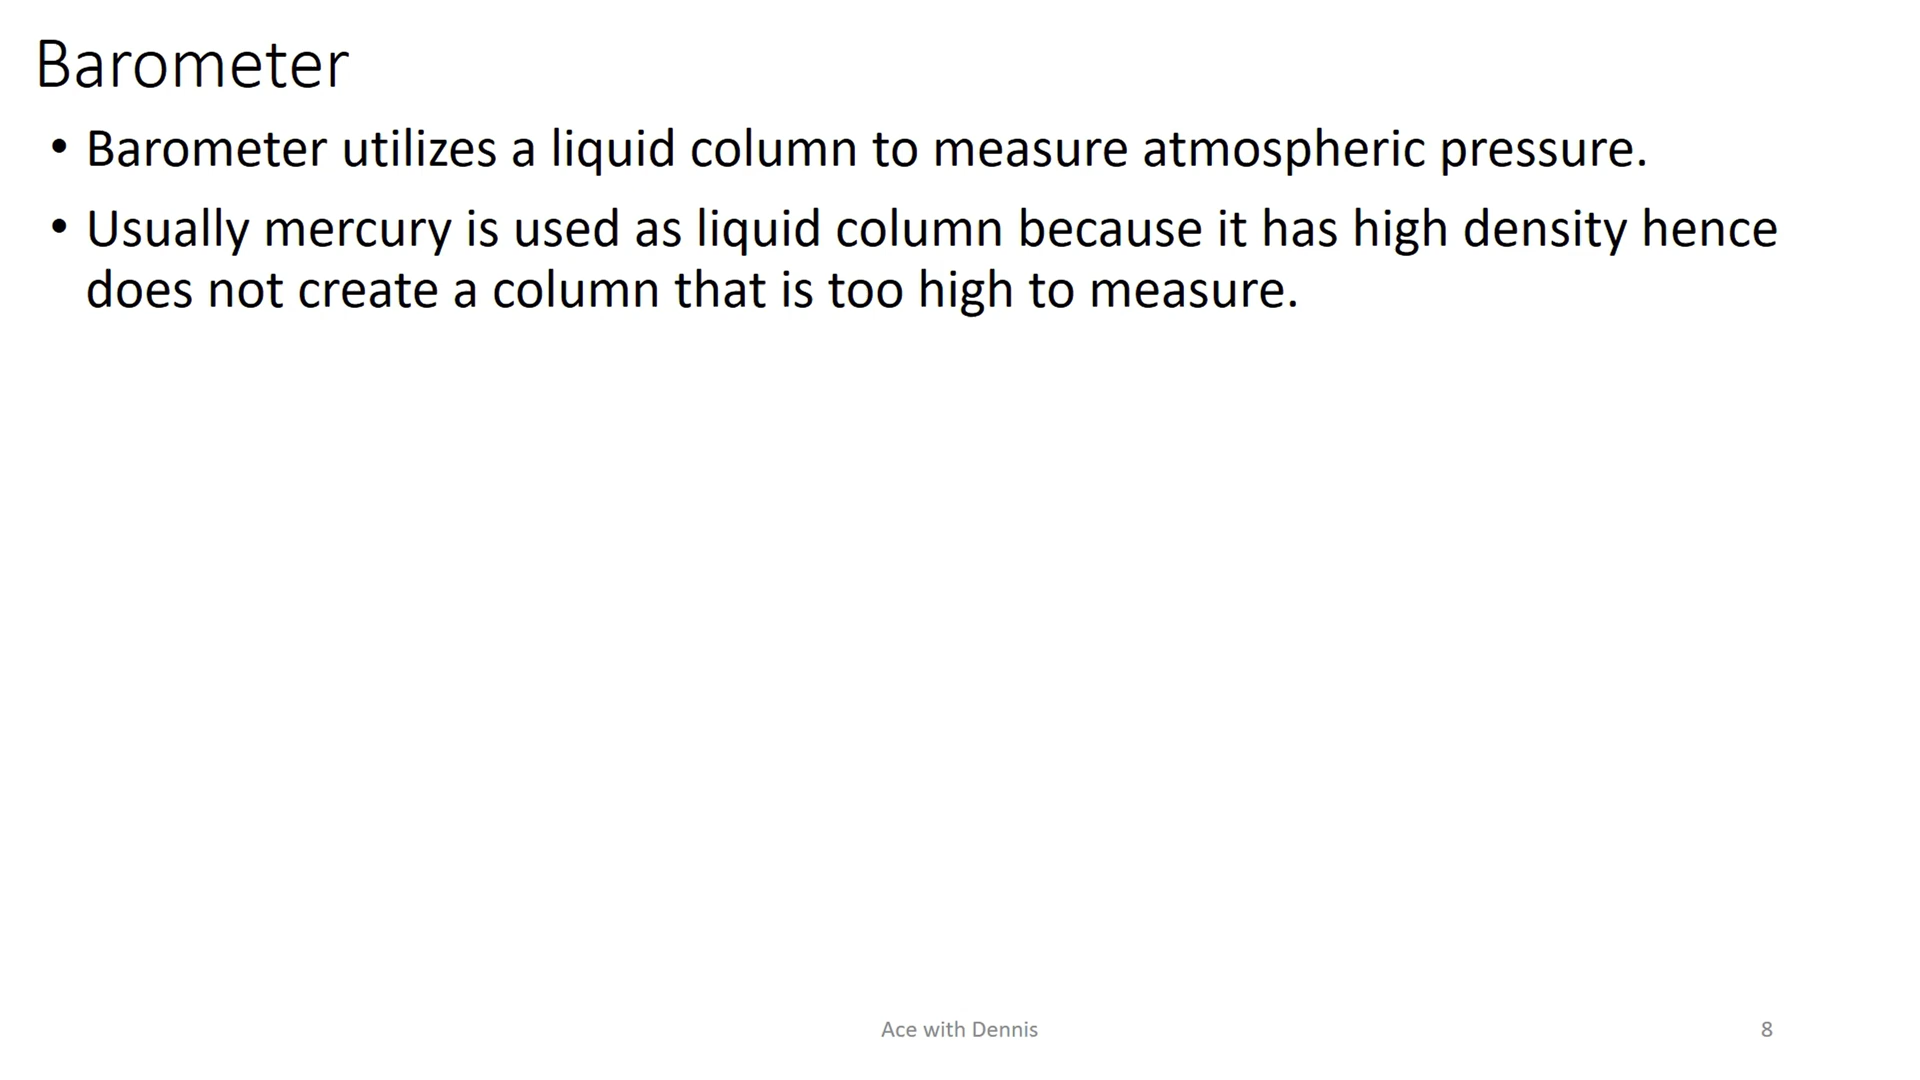 Barometer
• Barometer utilizes a liquid column to measure atmospheric pressure.
• Usually mercury is used as liquid column because it has high density hence
does not create a column that is too high to measure.
Ace with Dennis
8